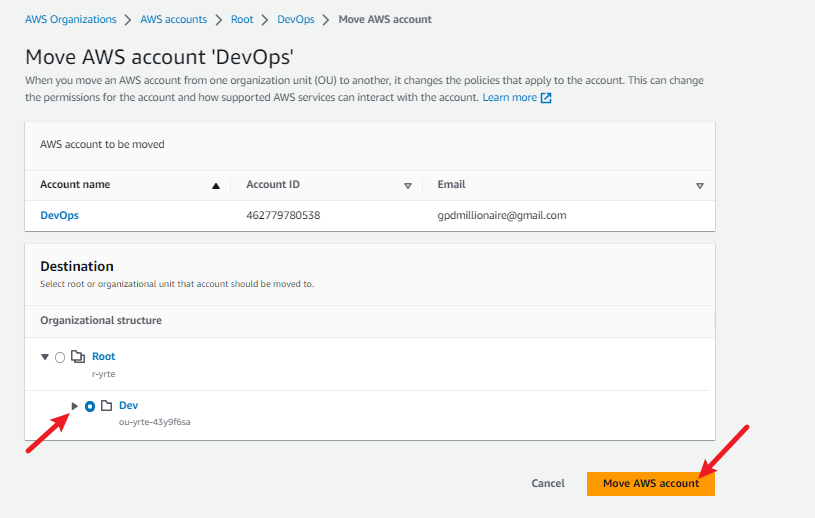 AWS Organizations > AWS accounts > Root > DevOps > Move AWS account
Move AWS account 'DevOps'
When you move an AWS account from one organization unit (OU) to another, it changes the policies that apply to the account. This can change
the permissions for the account and how supported AWS services can interact with the account. Learn more
AWS account to be moved
Account name Account ID Email
DevOps 462779780538 gpdmillionaire@gmail.com
Destination
Select root or organizational unit that account should be moved to.
Organizational structure
Root
r-yrte
Dev
ou-yrte-43y9f6sa
Cancel Move AWS account